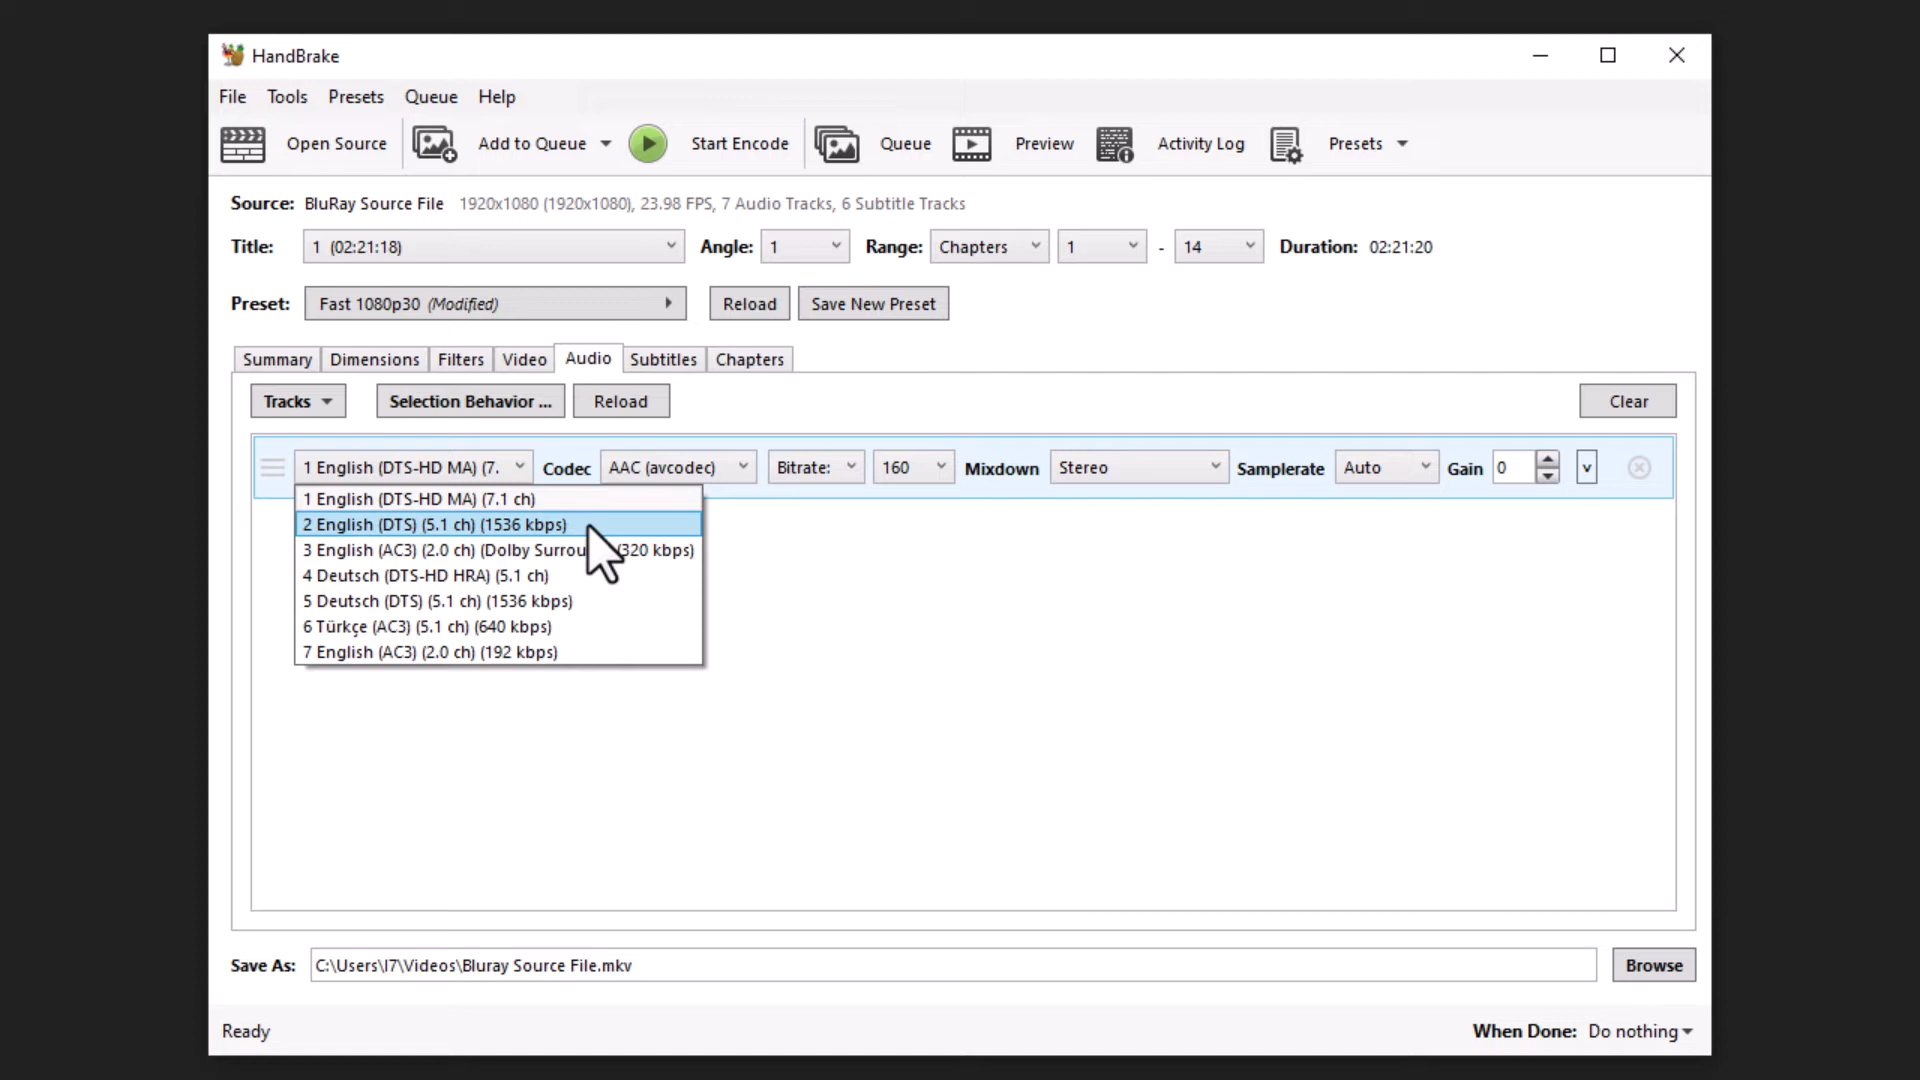 HandBrake
File Tools Presets Queue Help
Open Source Add to Queue Start Encode Queue Preview Activity Log Presets
Source: BluRay Source File 1920x1080 (1920x1080), 23.98 FPS, 7 Audio Tracks, 6 Subtitle Tracks
Title: 1 (02:21:18) Angle: 1 Range: Chapters 1 - 14 Duration: 02:21:20
Preset: Fast 1080p30 (Modified) Reload Save New Preset
Summary Dimensions Filters Video Audio Subtitles Chapters
Tracks Selection Behavior ... Reload Clear
1 English (DTS-HD MA) (7. Codec AAC (avcodec) Bitrate: 160 Mixdown Stereo Samplerate Auto Gain 0 v
1 English (DTS-HD MA) (7.1 ch)
2 English (DTS) (5.1 ch) (1536 kbps)
3 English (AC3) (2.0 ch) (Dolby Surrou (320 kbps)
4 Deutsch (DTS-HD HRA) (5.1 ch)
5 Deutsch (DTS) (5.1 ch) (1536 kbps)
6 Türkçe (AC3) (5.1 ch) (640 kbps)
7 English (AC3) (2.0 ch) (192 kbps)
Save As: C:\Users\I7\Videos\Bluray Source File.mkv Browse
Ready When Done: Do nothing